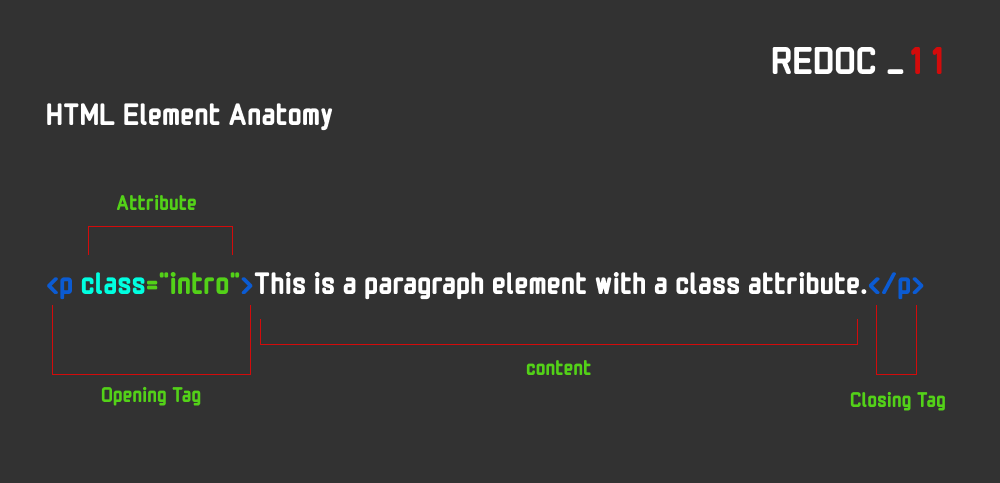 REDOC _11
HTML Element Anatomy
Attribute
<p class="intro">This is a paragraph element with a class attribute.</p>
content
Opening Tag
Closing Tag